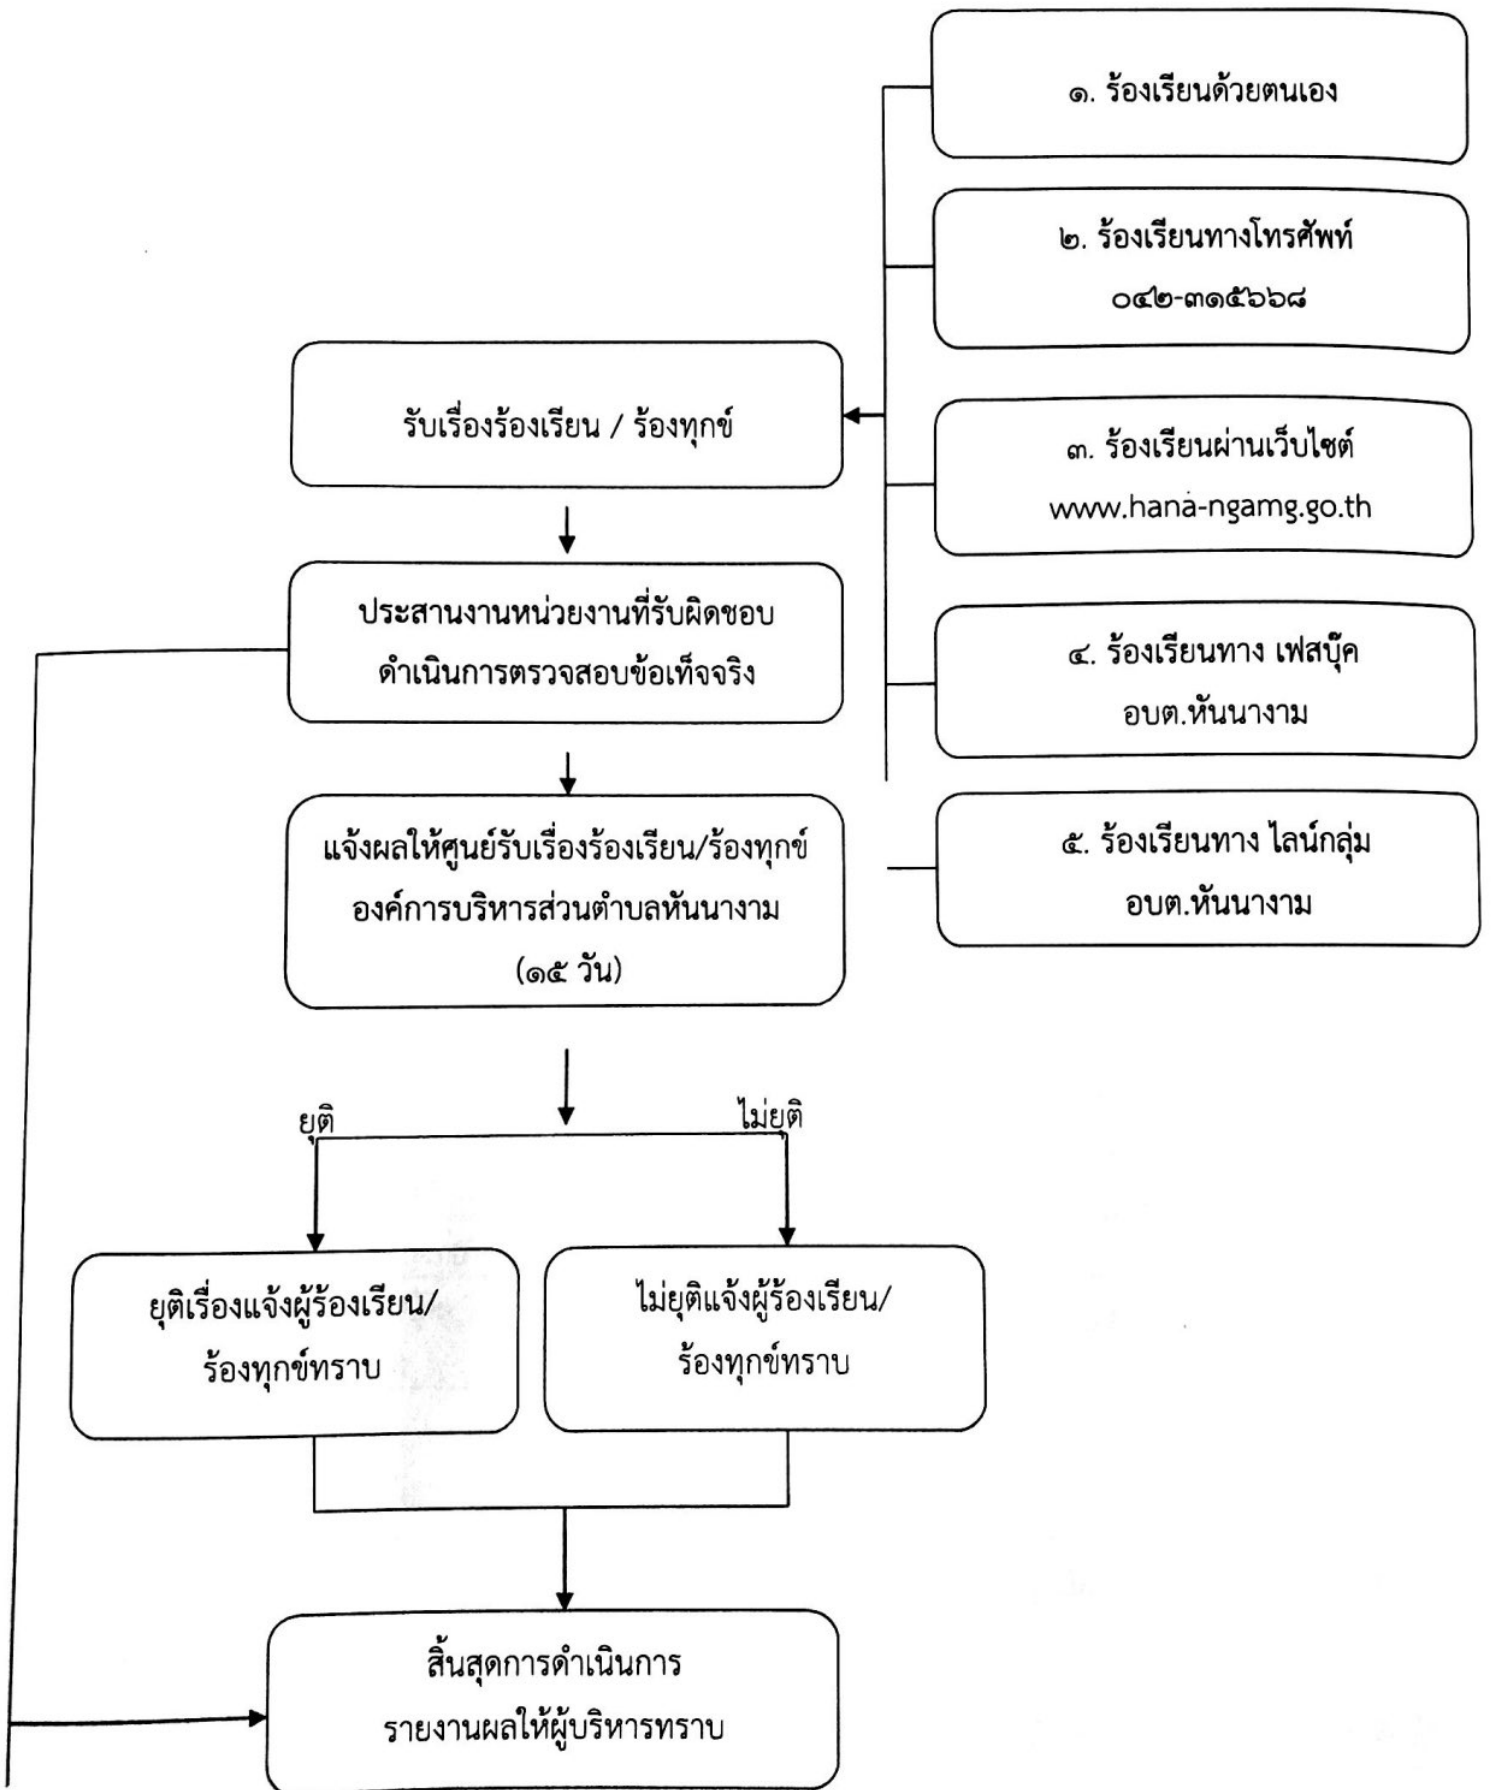 ๑. ร้องเรียนด้วยตนเอง
๒. ร้องเรียนทางโทรศัพท์
๐๔๒-๓๑๕๖๖๘
รับเรื่องร้องเรียน / ร้องทุกข์
๓. ร้องเรียนผ่านเว็บไซต์
www.hana-ngamg.go.th
ประสานงานหน่วยงานที่รับผิดชอบ
ดำเนินการตรวจสอบข้อเท็จจริง
๔. ร้องเรียนทาง เฟสบุ๊ค
อบต.หันนางาม
แจ้งผลให้ศูนย์รับเรื่องร้องเรียน/ร้องทุกข์
องค์การบริหารส่วนตำบลหันนางาม
(๑๕ วัน)
๕. ร้องเรียนทาง ไลน์กลุ่ม
อบต.หันนางาม
ยุติ
ไม่ยุติ
ยุติเรื่องแจ้งผู้ร้องเรียน/
ร้องทุกข์ทราบ
ไม่ยุติแจ้งผู้ร้องเรียน/
ร้องทุกข์ทราบ
สิ้นสุดการดำเนินการ
รายงานผลให้ผู้บริหารทราบ